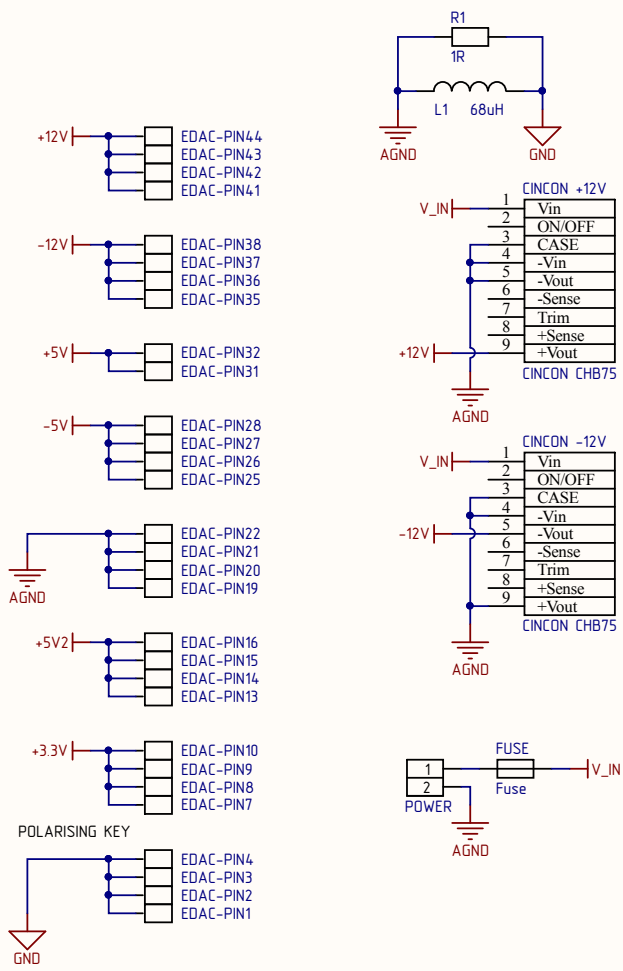 R1
1R
L1 68uH
AGND
GND
+12V
EDAC-PIN44
EDAC-PIN43
EDAC-PIN42
EDAC-PIN41
-12V
EDAC-PIN38
EDAC-PIN37
EDAC-PIN36
EDAC-PIN35
+5V
EDAC-PIN32
EDAC-PIN31
-5V
EDAC-PIN28
EDAC-PIN27
EDAC-PIN26
EDAC-PIN25
EDAC-PIN22
EDAC-PIN21
EDAC-PIN20
EDAC-PIN19
AGND
+5V2
EDAC-PIN16
EDAC-PIN15
EDAC-PIN14
EDAC-PIN13
+3.3V
EDAC-PIN10
EDAC-PIN9
EDAC-PIN8
EDAC-PIN7
POLARISING KEY
EDAC-PIN4
EDAC-PIN3
EDAC-PIN2
EDAC-PIN1
GND
CINCON +12V
V_IN 1 Vin
2 ON/OFF
3 CASE
4 -Vin
5 -Vout
6 -Sense
7 Trim
8 +Sense
+12V 9 +Vout
CINCON CHB75
AGND
CINCON -12V
V_IN 1 Vin
2 ON/OFF
3 CASE
4 -Vin
-12V 5 -Vout
6 -Sense
7 Trim
8 +Sense
9 +Vout
CINCON CHB75
AGND
FUSE
1 V_IN
2 Fuse
POWER
AGND